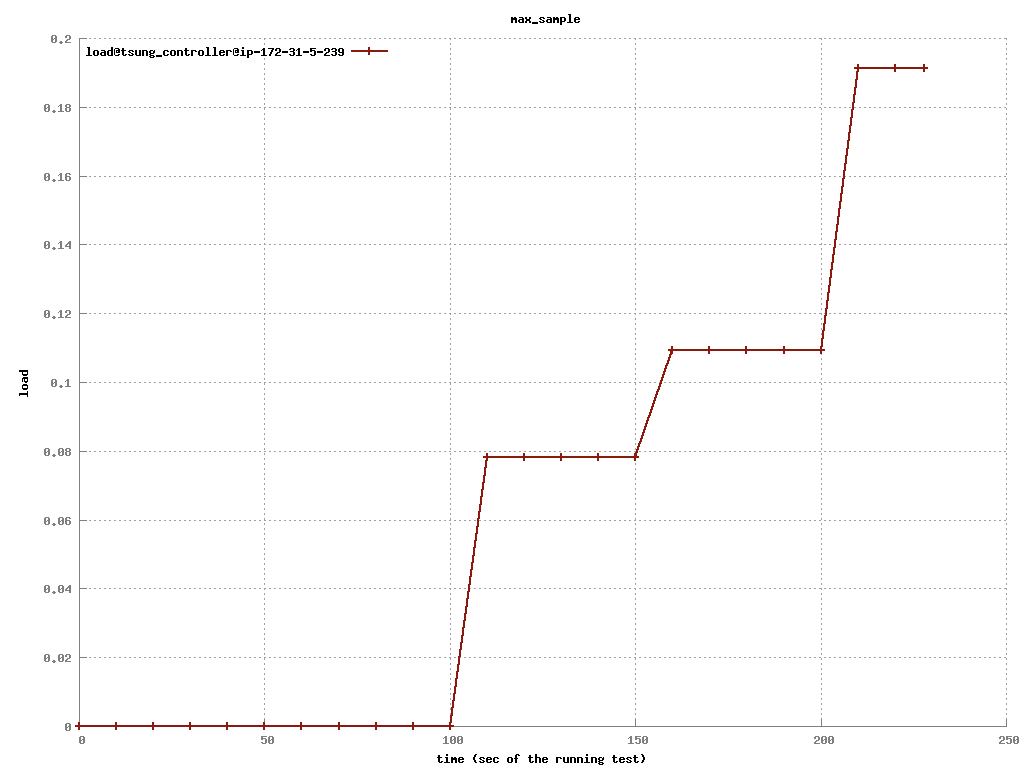 max_sample
load@tsung_controller@ip-172-31-5-239
0.2
0.18
0.16
0.14
0.12
0.1
0.08
0.06
0.04
0.02
0
load
0 50 100 150 200 250
time (sec of the running test)